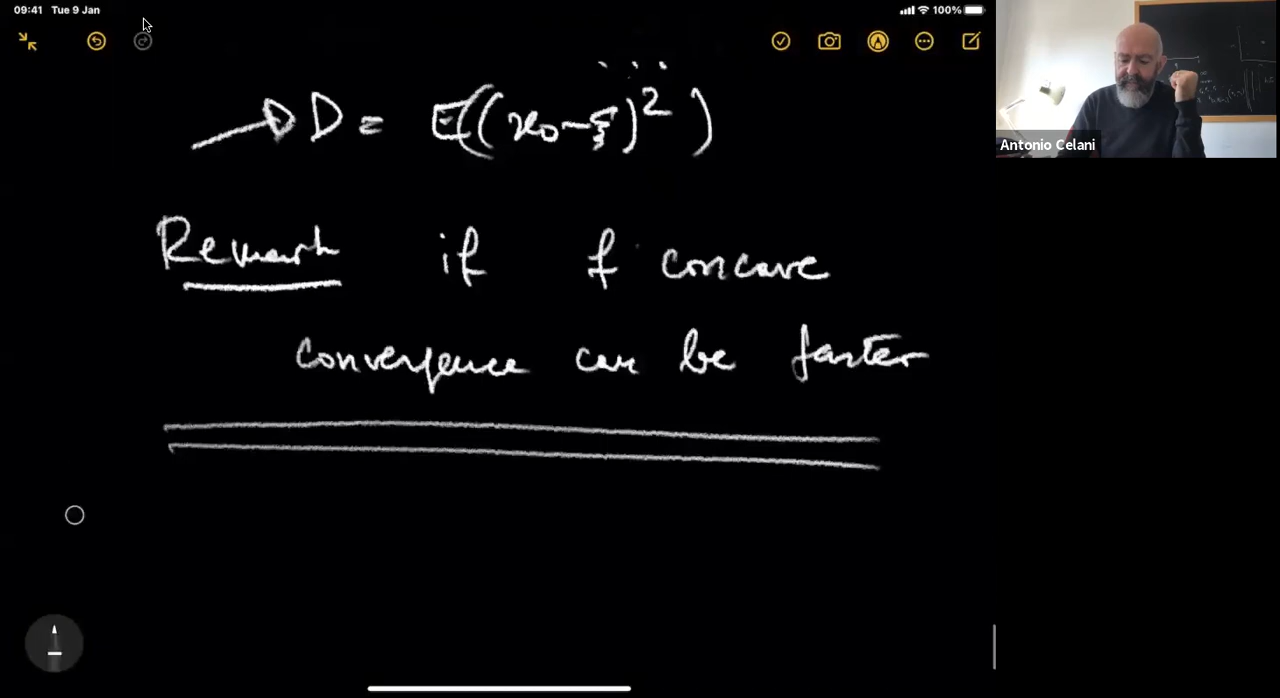 09:41 Tue 9 Jan 100%
D = E((x₀-ξ)²)
Antonio Celani
Remark if f concave
convergence can be faster